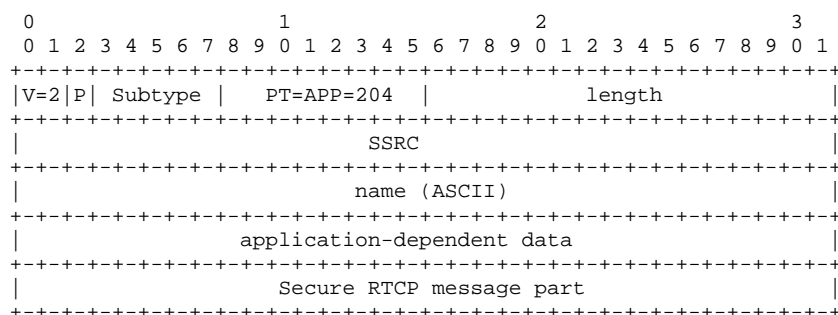 0                   1                   2                   3
0 1 2 3 4 5 6 7 8 9 0 1 2 3 4 5 6 7 8 9 0 1 2 3 4 5 6 7 8 9 0 1
+-+-+-+-+-+-+-+-+-+-+-+-+-+-+-+-+-+-+-+-+-+-+-+-+-+-+-+-+-+-+-+-+
|V=2|P| Subtype |   PT=APP=204  |            length             |
+-+-+-+-+-+-+-+-+-+-+-+-+-+-+-+-+-+-+-+-+-+-+-+-+-+-+-+-+-+-+-+-+
|                           SSRC                                |
+-+-+-+-+-+-+-+-+-+-+-+-+-+-+-+-+-+-+-+-+-+-+-+-+-+-+-+-+-+-+-+-+
|                          name (ASCII)                         |
+-+-+-+-+-+-+-+-+-+-+-+-+-+-+-+-+-+-+-+-+-+-+-+-+-+-+-+-+-+-+-+-+
|                 application-dependent data                    |
+-+-+-+-+-+-+-+-+-+-+-+-+-+-+-+-+-+-+-+-+-+-+-+-+-+-+-+-+-+-+-+-+
|                    Secure RTCP message part                   |
+-+-+-+-+-+-+-+-+-+-+-+-+-+-+-+-+-+-+-+-+-+-+-+-+-+-+-+-+-+-+-+-+